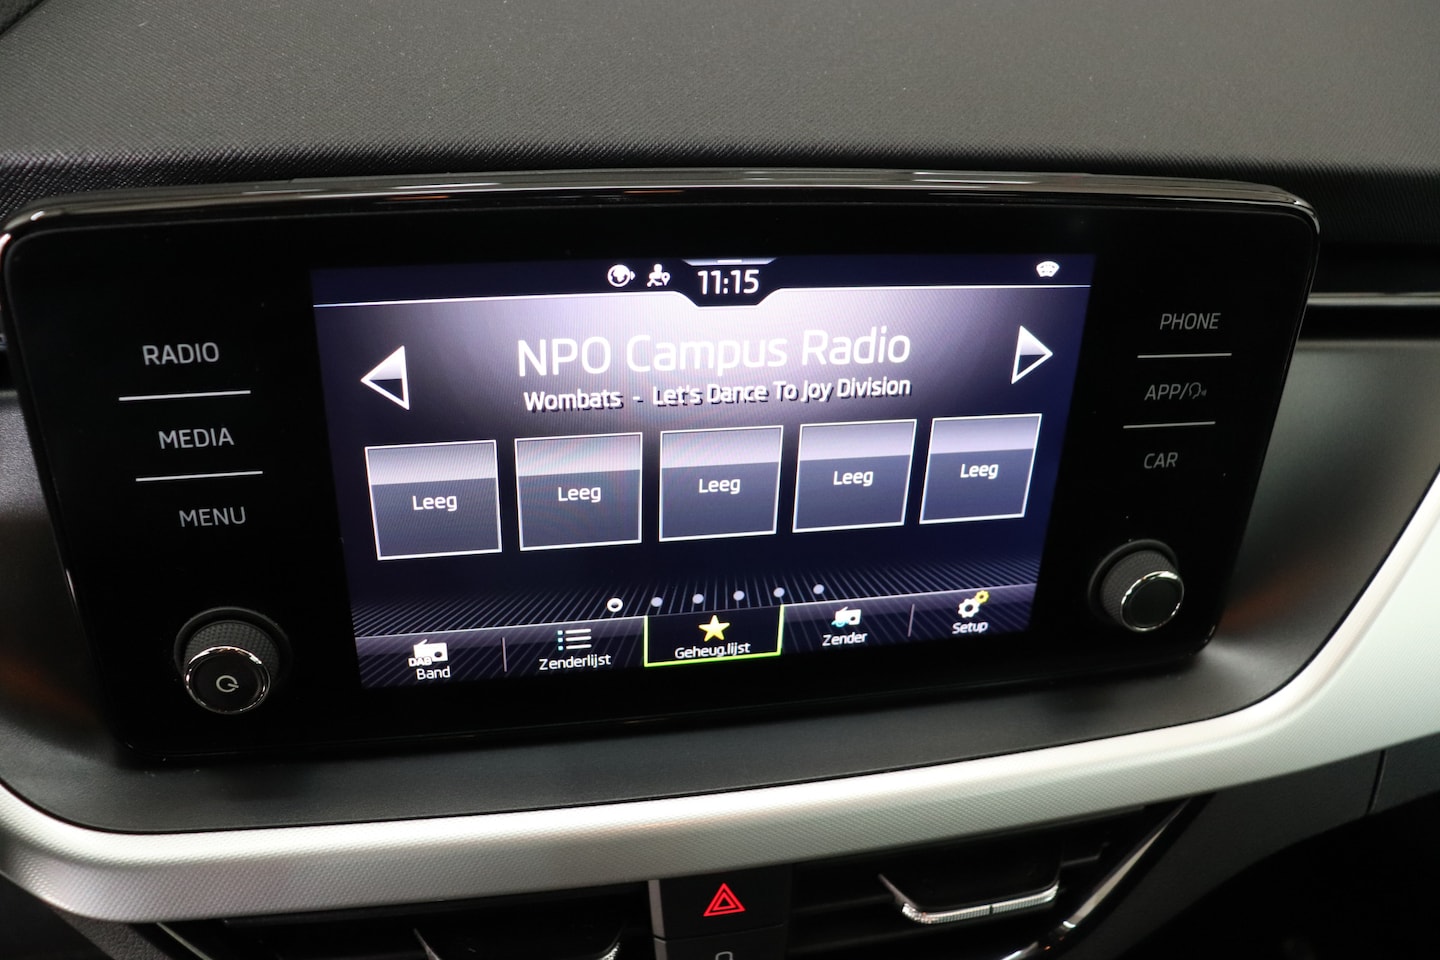 11:15
NPO Campus Radio
Wombats - Let's Dance To Joy Division
Leeg
Leeg
Leeg
Leeg
Leeg
DAB
Band
Zenderlijst
Geheug.lijst
Zender
Setup
RADIO
MEDIA
MENU
PHONE
APP/
CAR